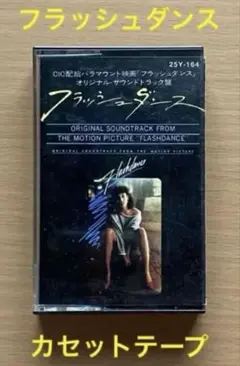 フラッシュダンス
25Y-164
CIC配給パラマウント映画「フラッシュダンス」
オリジナル・サウンドトラック盤
フラッシュダンス
ORIGINAL SOUNDTRACK FROM
THE MOTION PICTURE "FLASHDANCE"
ORIGINAL SOUNDTRACK FROM THE MOTION PICTURE
Flashdance
カセットテープ